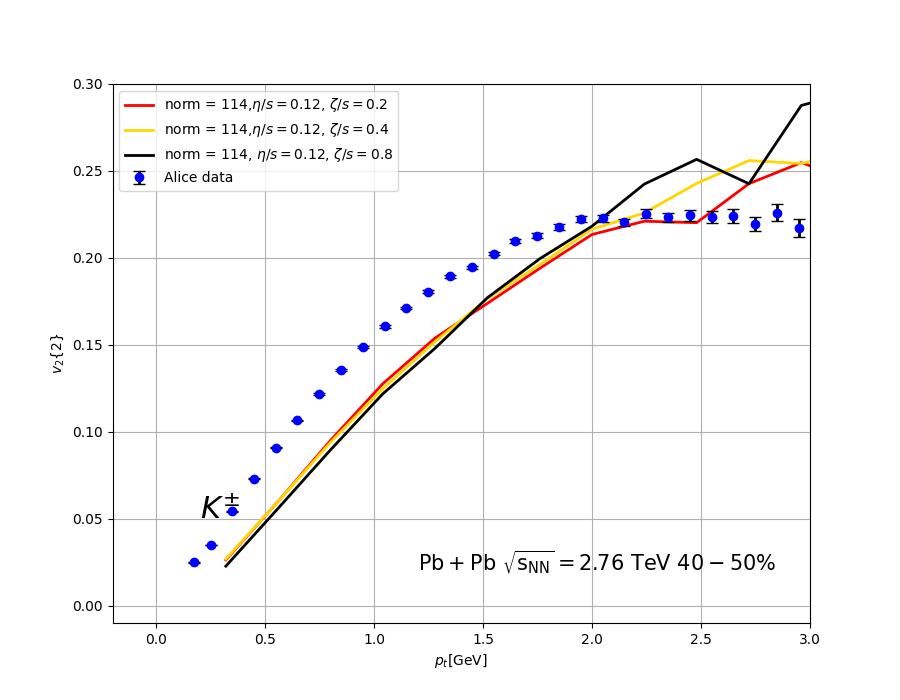 norm = 114,η/s = 0.12, ζ/s = 0.2
norm = 114,η/s = 0.12, ζ/s = 0.4
norm = 114, η/s = 0.12, ζ/s = 0.8
Alice data
0.30
0.25
0.20
0.15
0.10
0.05
0.00
v₂{2}
K±
Pb + Pb √sNN = 2.76 TeV 40 − 50%
0.0 0.5 1.0 1.5 2.0 2.5 3.0
pₜ[GeV]